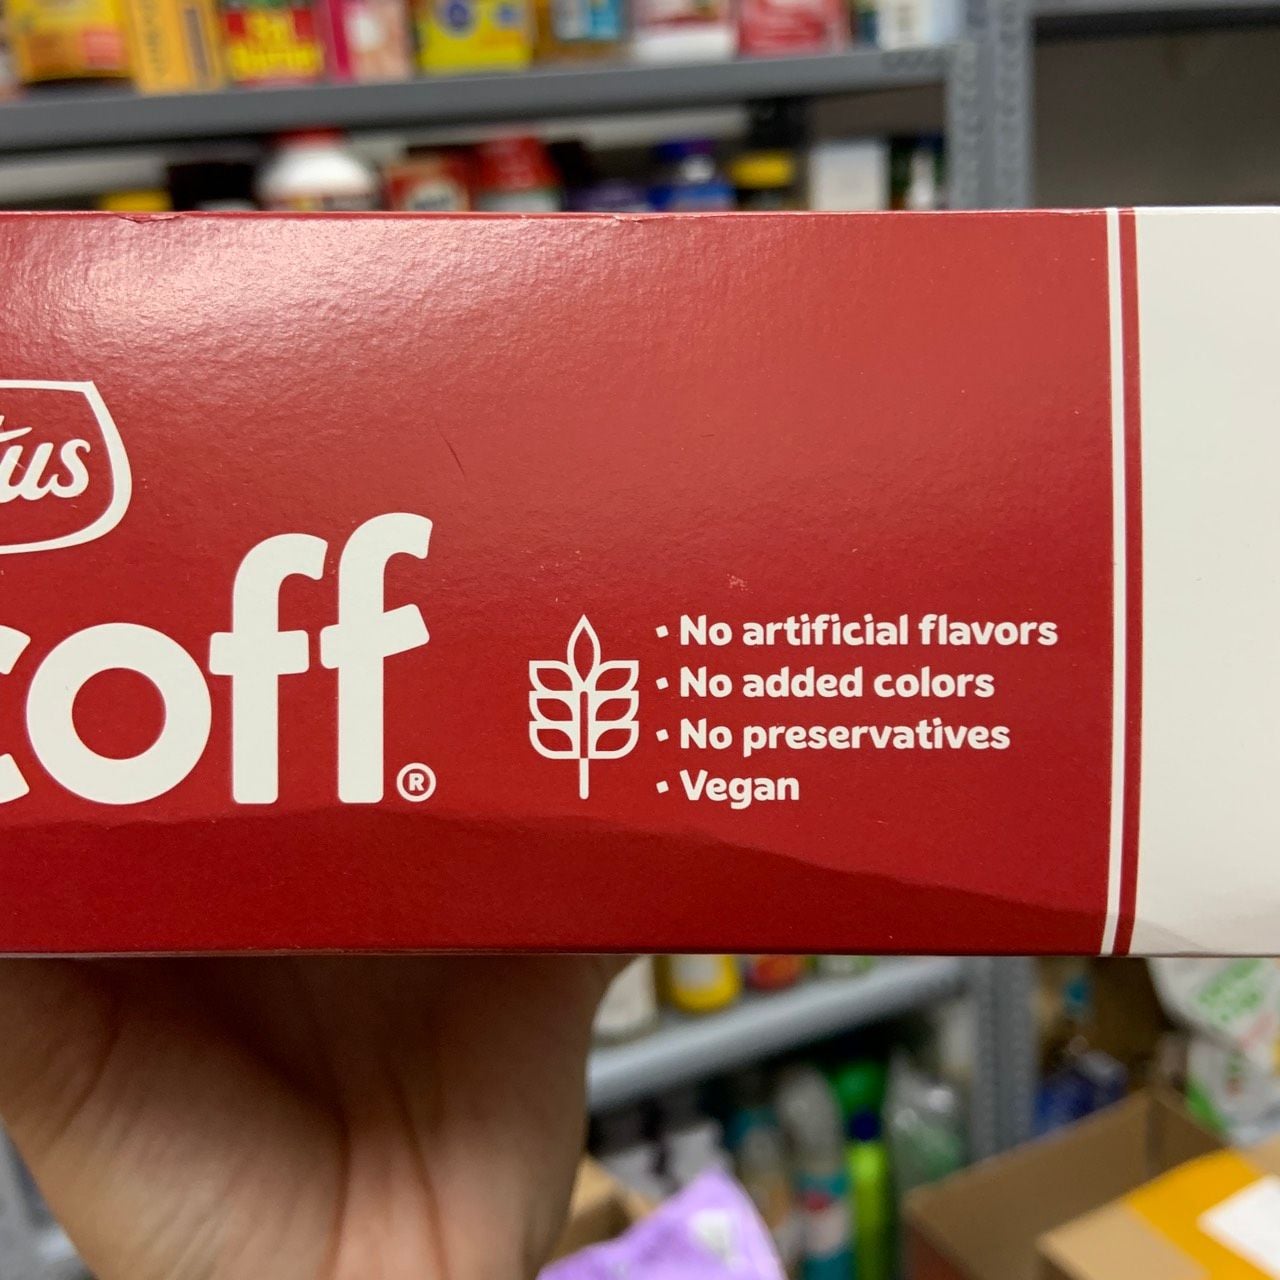 tus
coff®
• No artificial flavors
• No added colors
• No preservatives
• Vegan